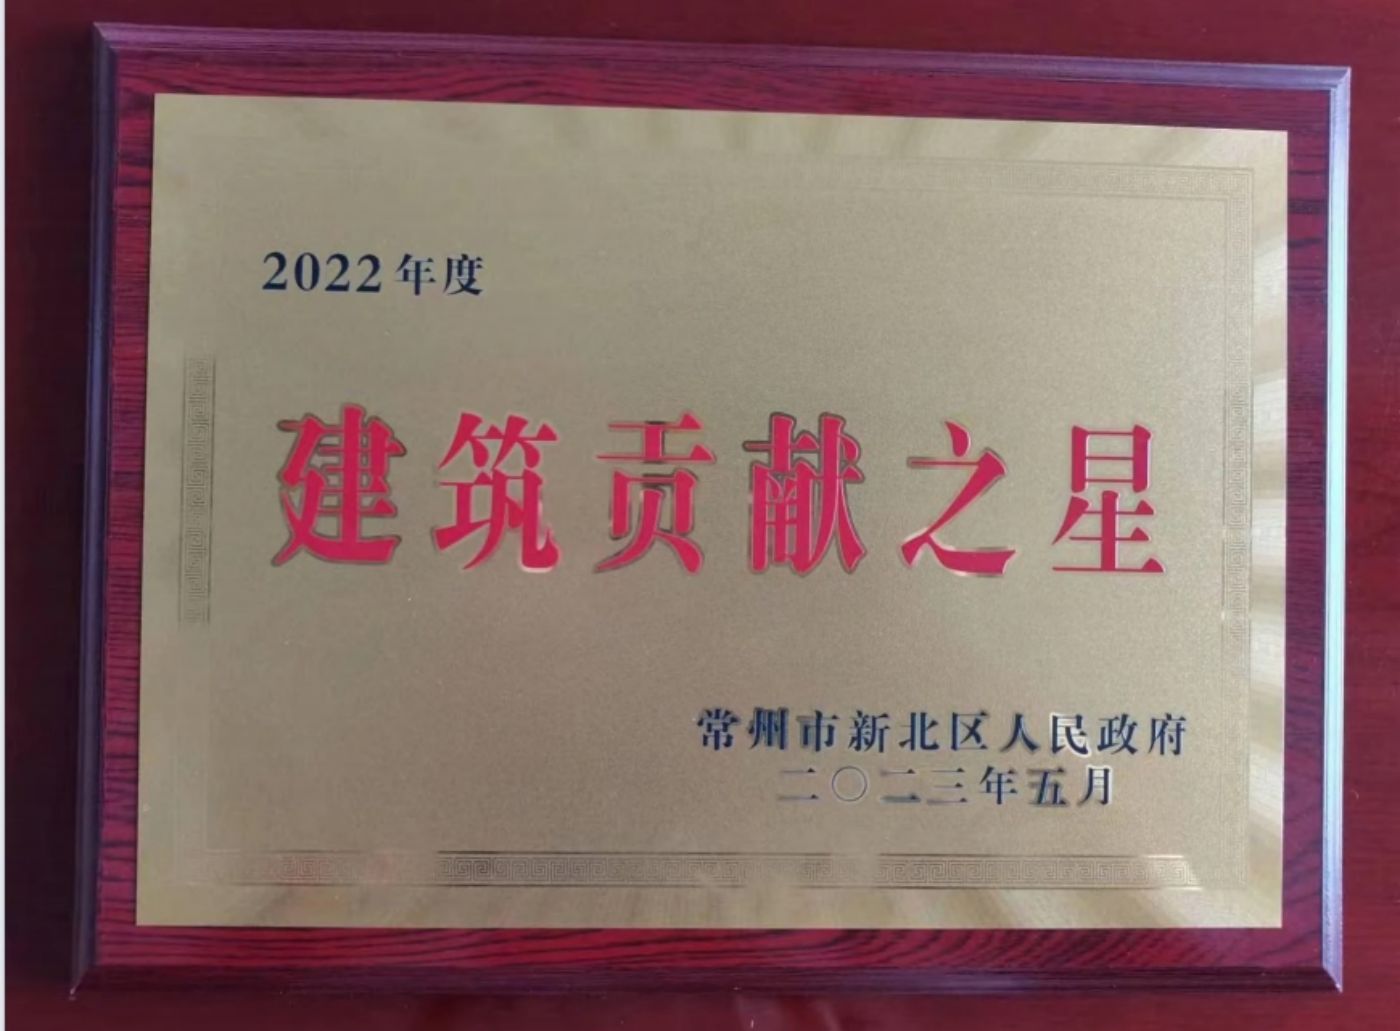 2022年度
建筑贡献之星
常州市新北区人民政府
二〇二三年五月